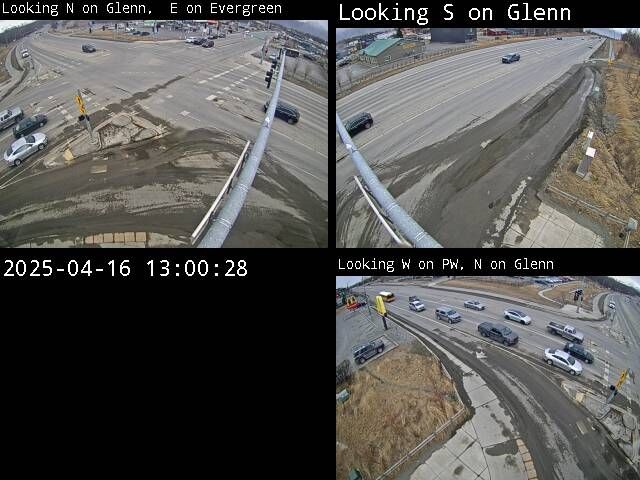 Looking N on Glenn,  E on Evergreen
Looking S on Glenn
2025-04-16 13:00:28
Looking W on PW, N on Glenn